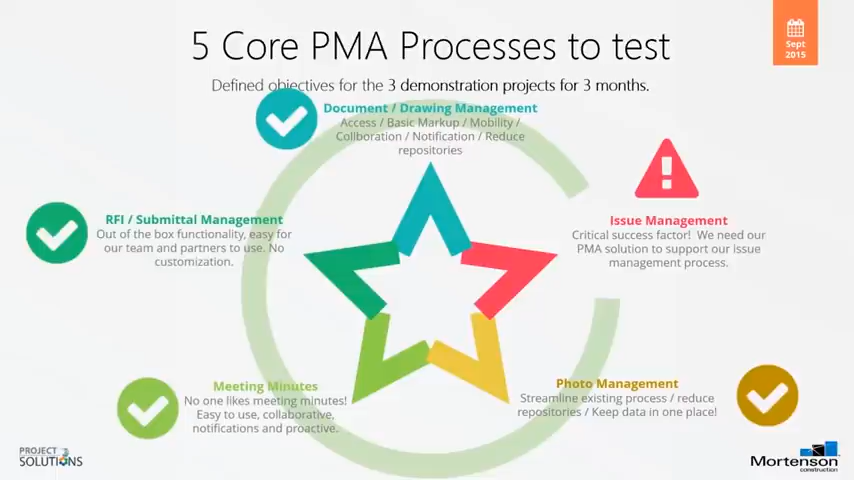 5 Core PMA Processes to test
Sept
2015
Defined objectives for the 3 demonstration projects for 3 months.
Document / Drawing Management
Access / Basic Markup / Mobility /
Collboration / Notification / Reduce
repositories
RFI / Submittal Management
Out of the box functionality, easy for
our team and partners to use. No
customization.
Issue Management
Critical success factor! We need our
PMA solution to support our issue
management process.
Meeting Minutes
No one likes meeting minutes!
Easy to use, collaborative,
notifications and proactive.
Photo Management
Streamline existing process / reduce
repositories / Keep data in one place!
PROJECT
SOLUTIONS
Mortenson
construction